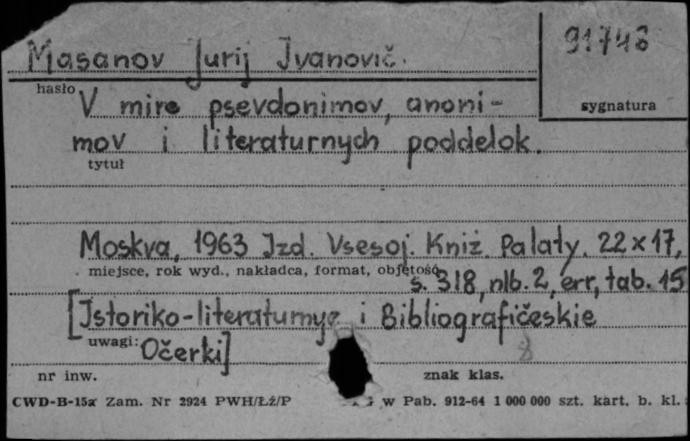 Masanov Jurij Ivanovič.
91748
hasło
sygnatura
V mire psevdonimov, anoni-
mov i literaturnych poddelok.
tytuł
Moskva, 1963 Izd. Vsesoj. Kniž. Palaty. 22 x 17,
miejsce, rok wyd., nakładca, format, objętość
s. 318, nlb. 2, err, tab. 15
[Istoriko-literaturnye i Bibliografičeskie
uwagi: Očerki]
8
nr inw.
znak klas.
CWD-B-15a Zam. Nr 2924 PWH/Łź/P w Pab. 912-64 1 000 000 szt. kart. b. kl.